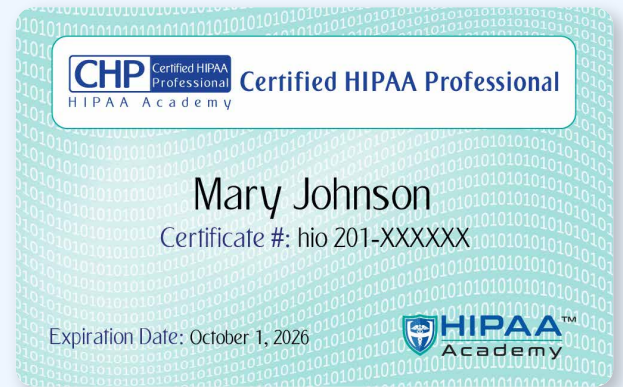 CHP Certified HIPAA Professional
HIPAA Academy
Certified HIPAA Professional
Mary Johnson
Certificate #: hio 201-XXXXXX
Expiration Date: October 1, 2026
HIPAA™
Academy